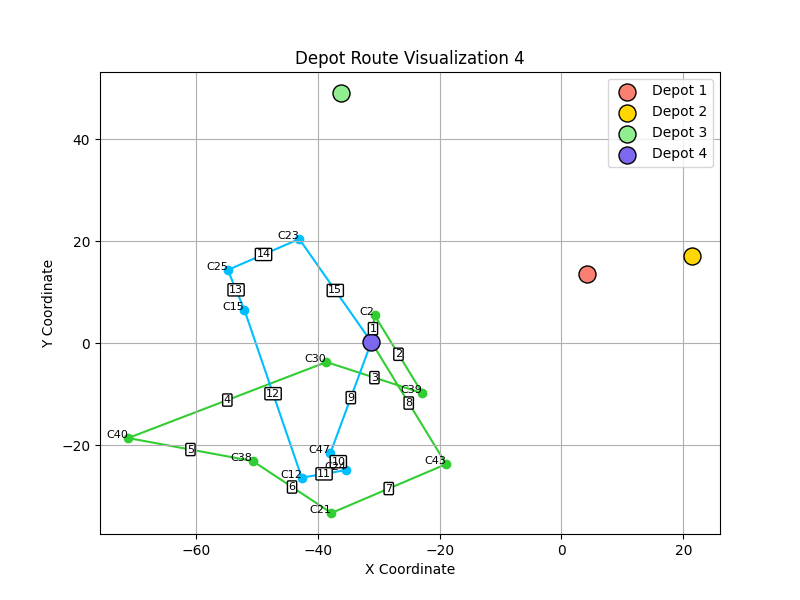 Depot Route Visualization 4
Depot 1
Depot 2
Depot 3
Depot 4
40
20
0
−20
−60
−40
−20
0
20
X Coordinate
Y Coordinate
C23
14
C25
13
15
C15
C2
1
2
C30
3
C39
4
12
9
8
C40
5
C38
C47
10
C43
C12
11
6
7
C21